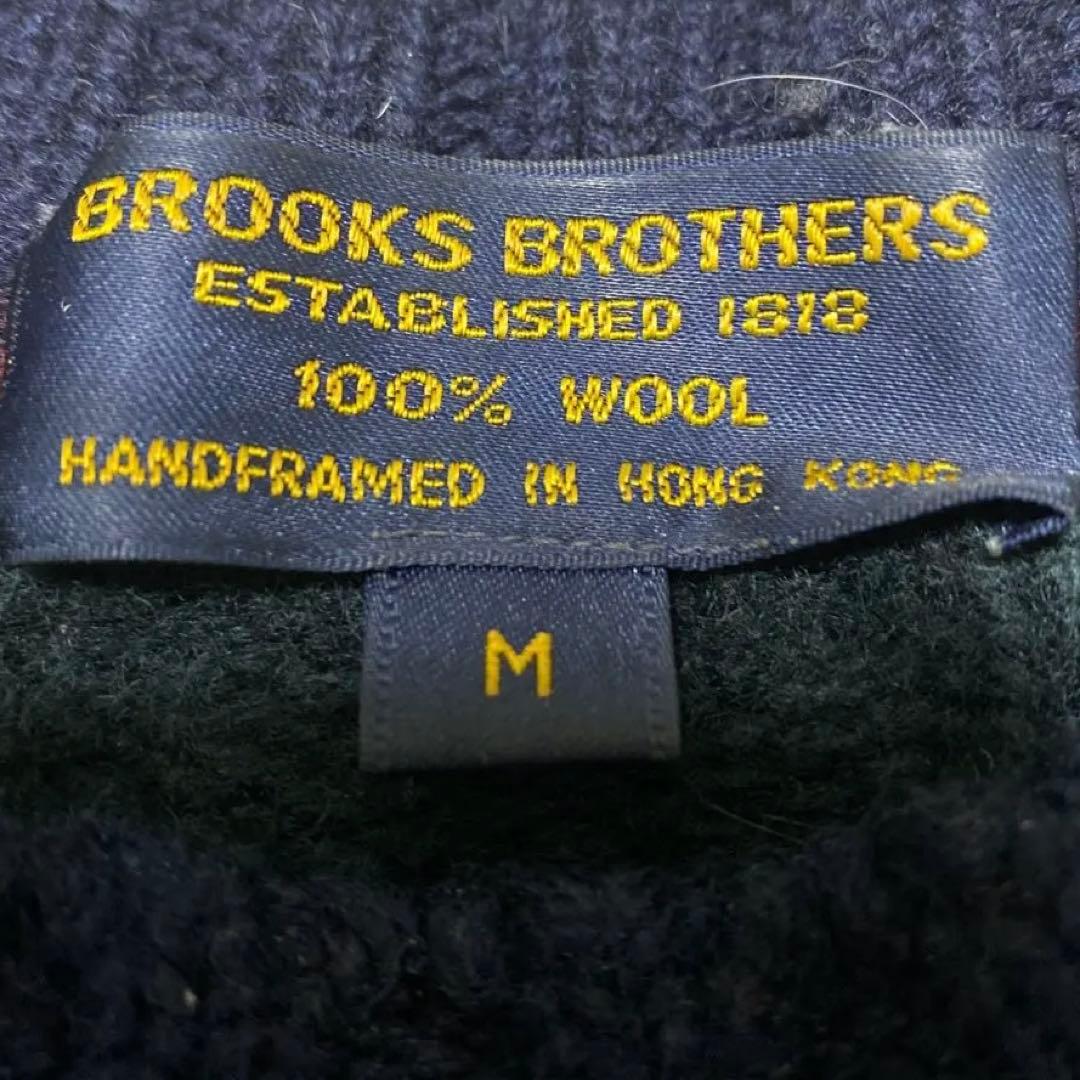 BROOKS BROTHERS
ESTABLISHED 1818
100% WOOL
HANDFRAMED IN HONG KONG
M